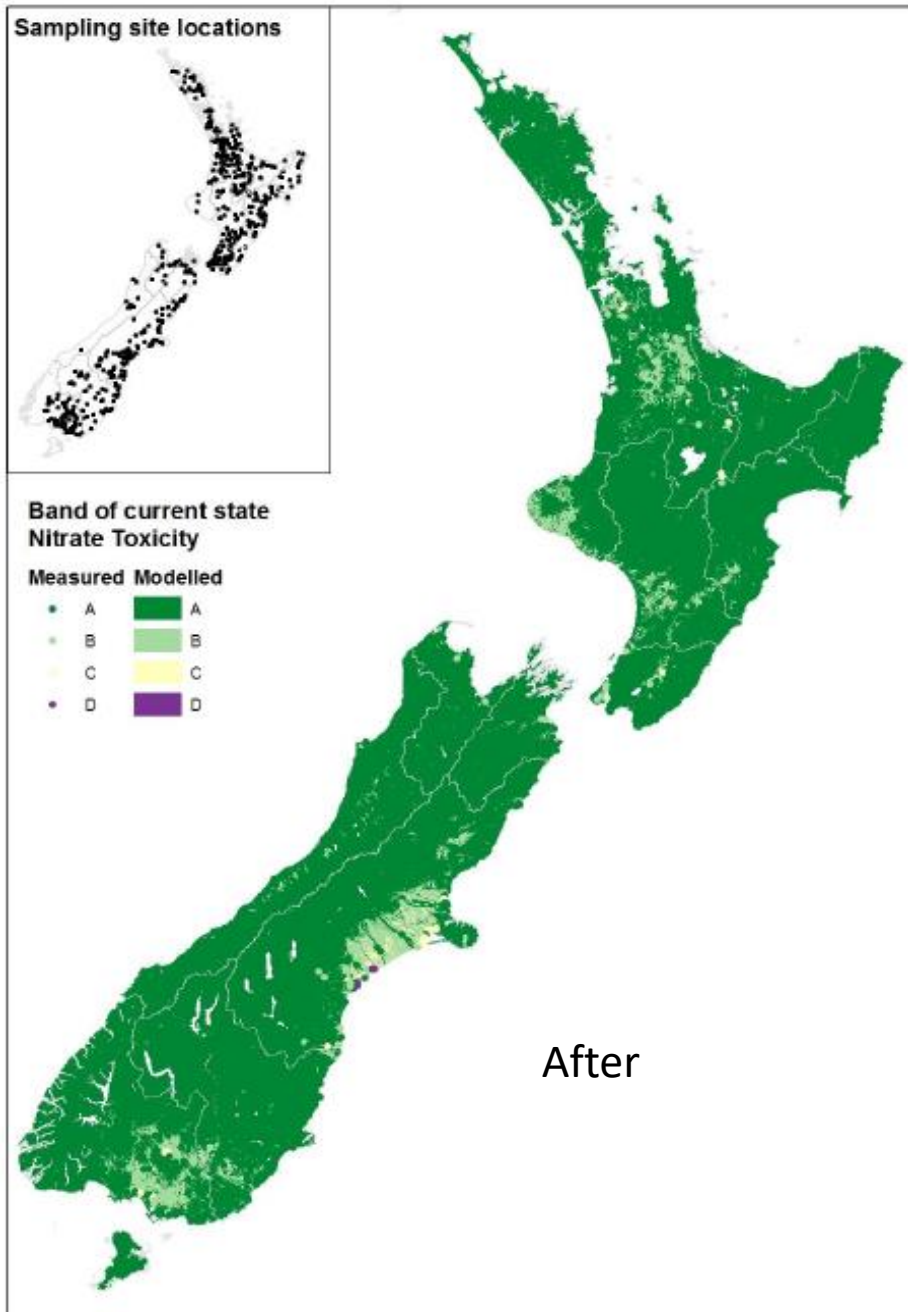 Sampling site locations
Band of current state
Nitrate Toxicity
Measured Modelled
A A
B B
C C
D D
After